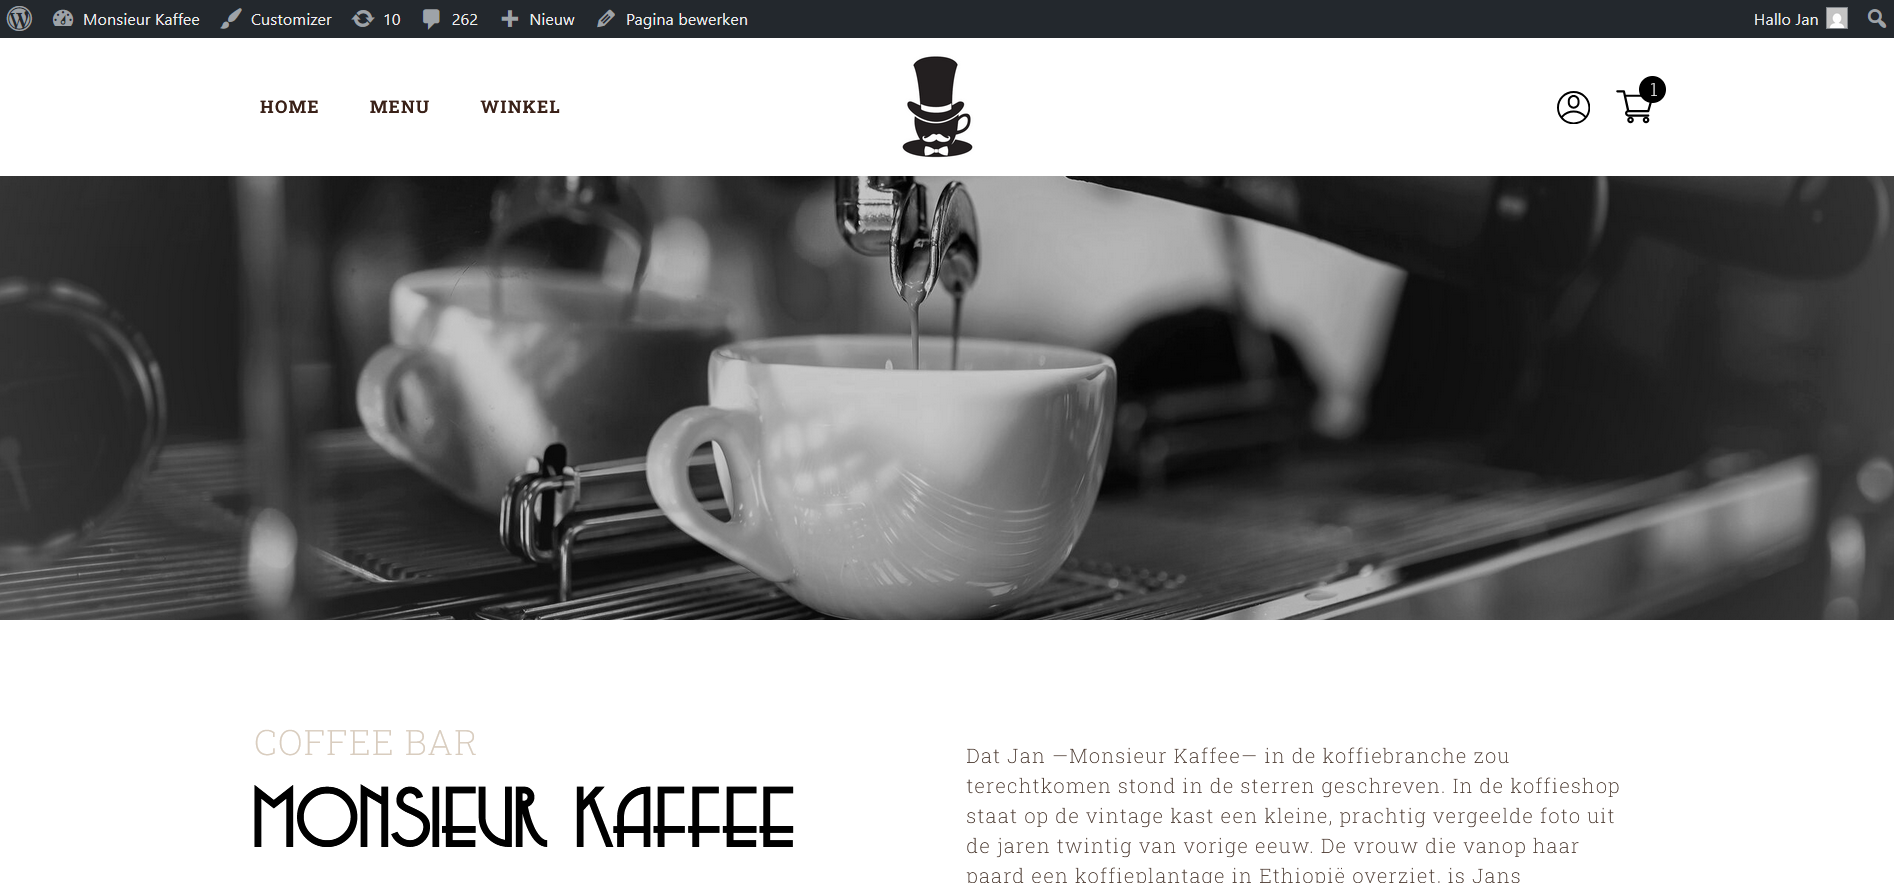 Monsieur Kaffee Customizer 10 262 Nieuw Pagina bewerken Hallo Jan
HOME MENU WINKEL 1
COFFEE BAR
MONSIEUR KAFFEE
Dat Jan —Monsieur Kaffee— in de koffiebranche zou
terechtkomen stond in de sterren geschreven. In de koffieshop
staat op de vintage kast een kleine, prachtig vergeelde foto uit
de jaren twintig van vorige eeuw. De vrouw die vanop haar
paard een koffieplantage in Ethiopië overziet, is Jans